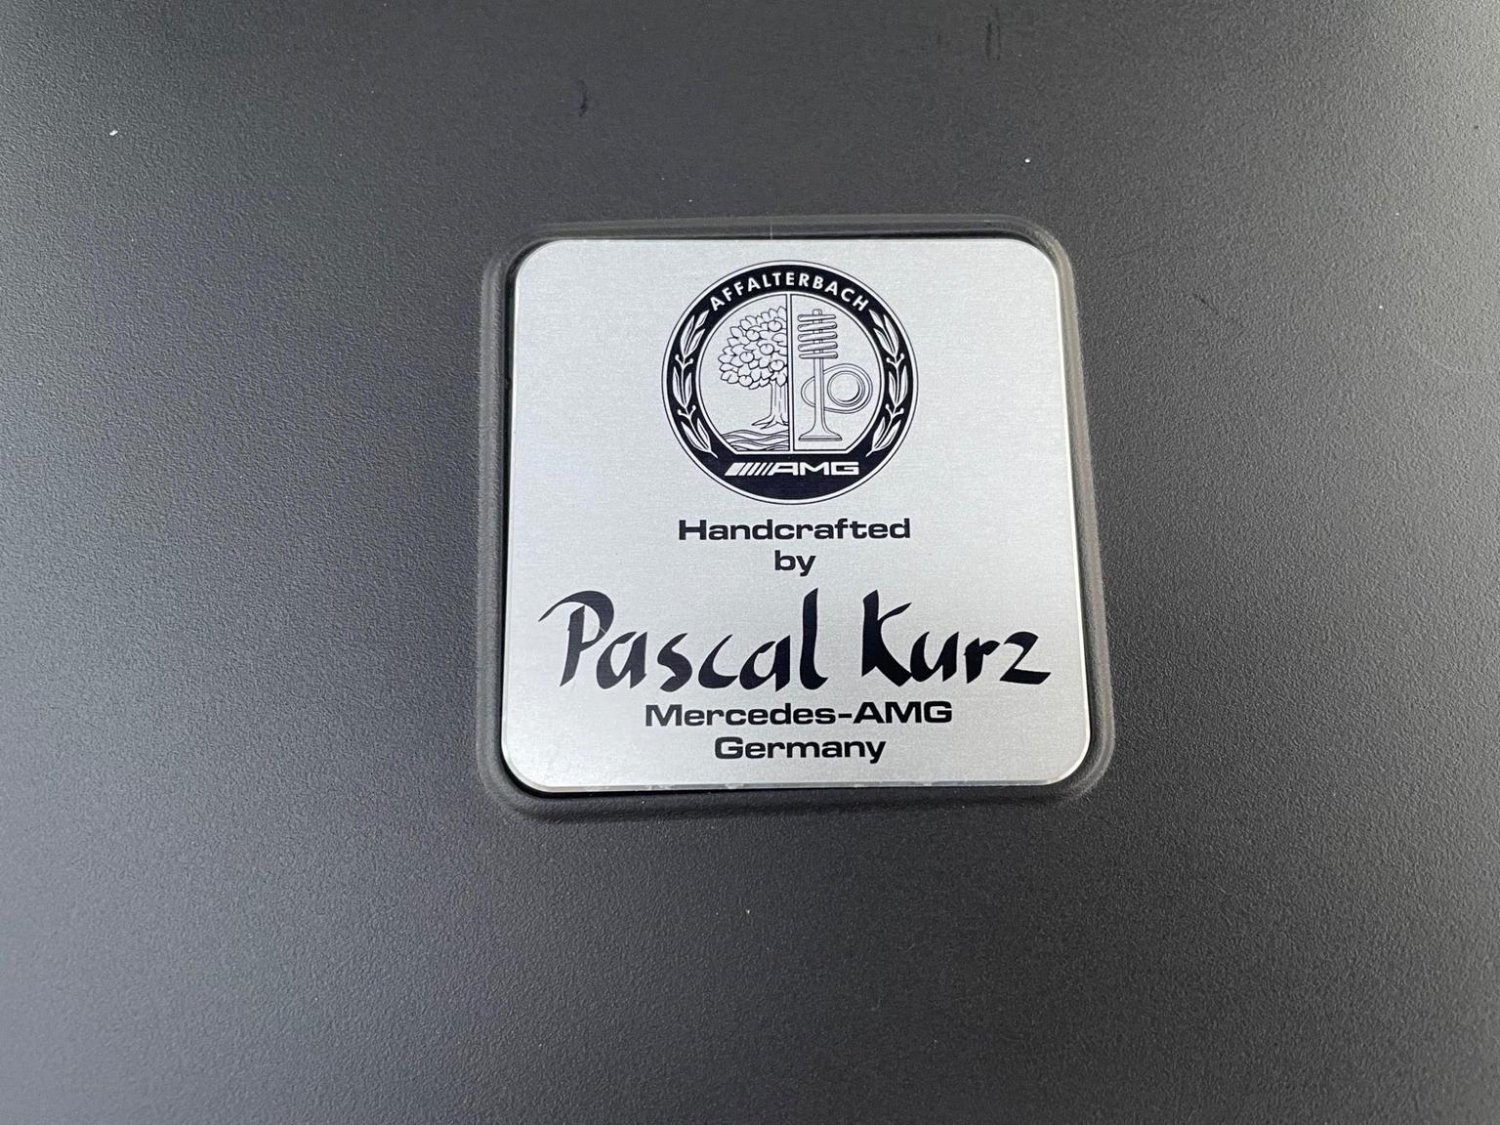 AFFALTERBACH
AMG
Handcrafted
by
Pascal Kurz
Mercedes-AMG
Germany